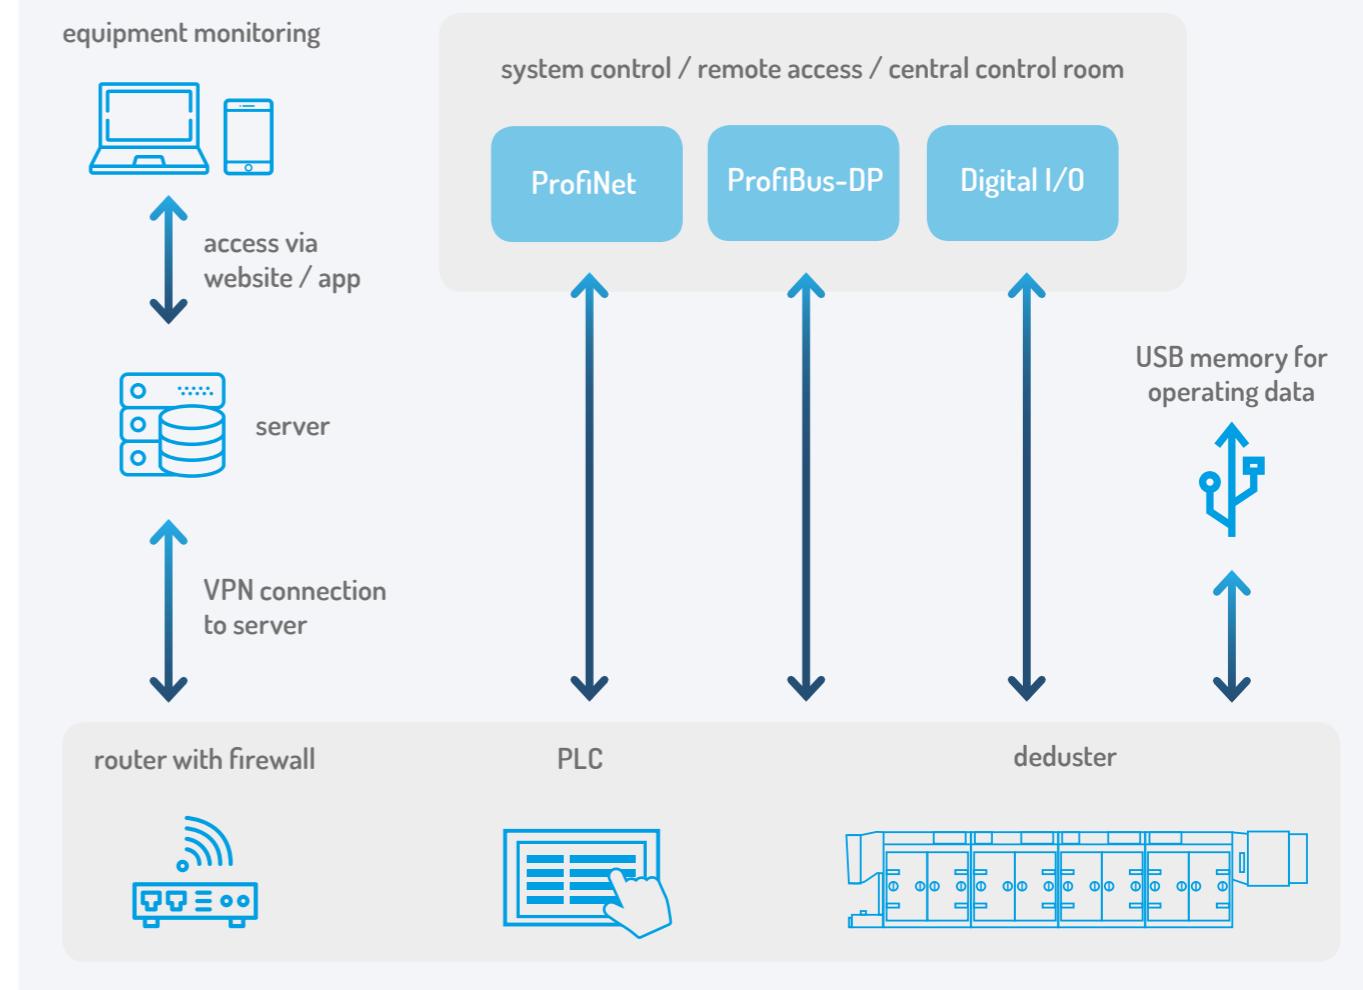 equipment monitoring
system control / remote access / central control room
ProfiNet
ProfiBus-DP
Digital I/O
access via
website / app
USB memory for
operating data
server
VPN connection
to server
router with firewall
PLC
deduster